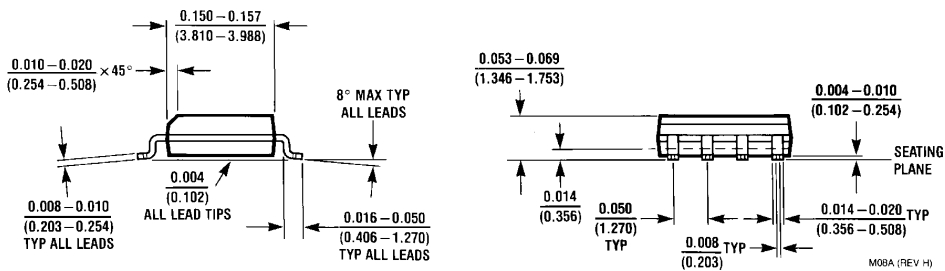 0.150 – 0.157
(3.810 – 3.988)
0.010 – 0.020 × 45°
(0.254 – 0.508)
8° MAX TYP
ALL LEADS
0.004
(0.102)
ALL LEAD TIPS
0.008 – 0.010
(0.203 – 0.254)
TYP ALL LEADS
0.016 – 0.050
(0.406 – 1.270)
TYP ALL LEADS
0.053 – 0.069
(1.346 – 1.753)
0.004 – 0.010
(0.102 – 0.254)
SEATING
PLANE
0.014
(0.356)
0.050
(1.270)
TYP
0.008 TYP
(0.203)
0.014 – 0.020 TYP
(0.356 – 0.508)
M08A (REV H)